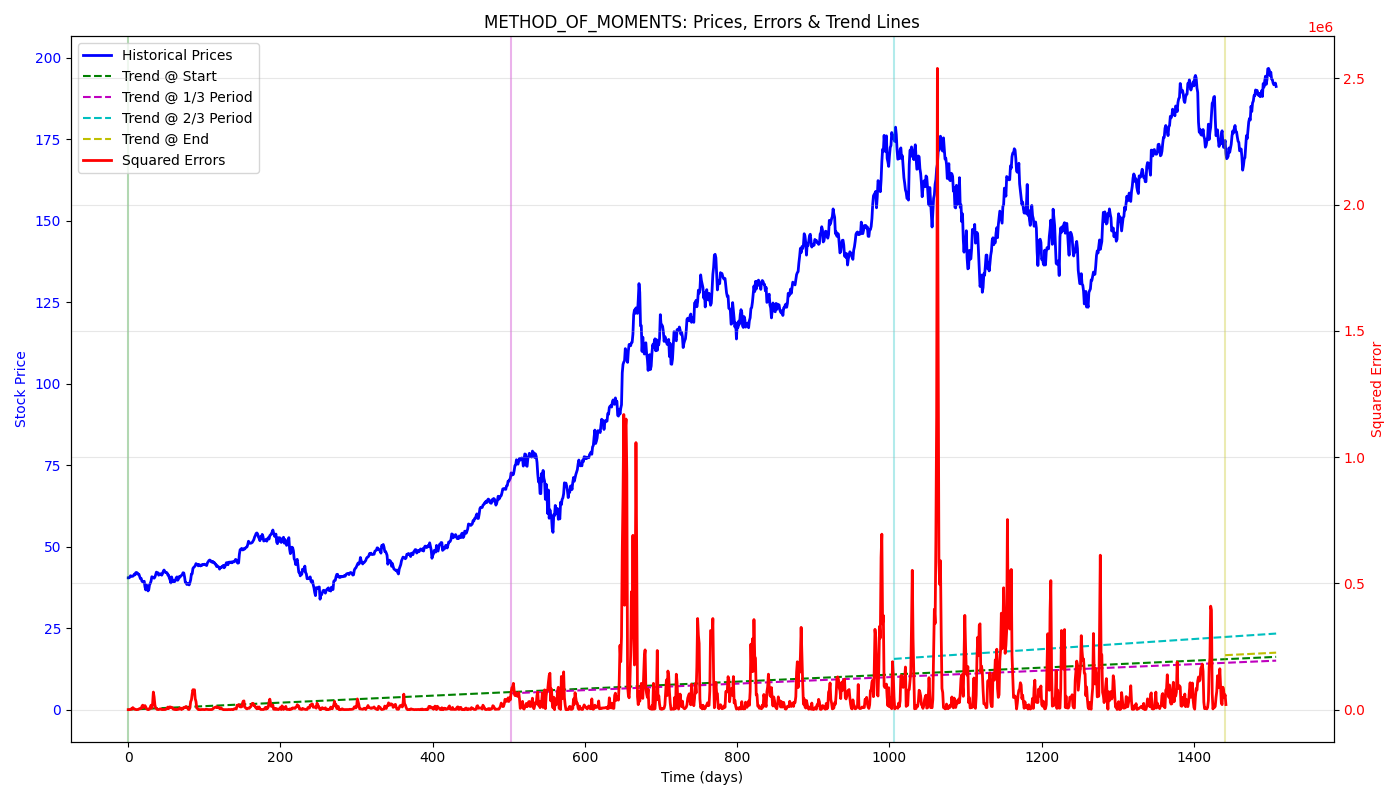 METHOD_OF_MOMENTS: Prices, Errors & Trend Lines
1e6
Historical Prices
Trend @ Start
Trend @ 1/3 Period
Trend @ 2/3 Period
Trend @ End
Squared Errors
200
175
150
125
100
75
50
25
0
Stock Price
2.5
2.0
1.5
1.0
0.5
0.0
Squared Error
0
200
400
600
800
1000
1200
1400
Time (days)